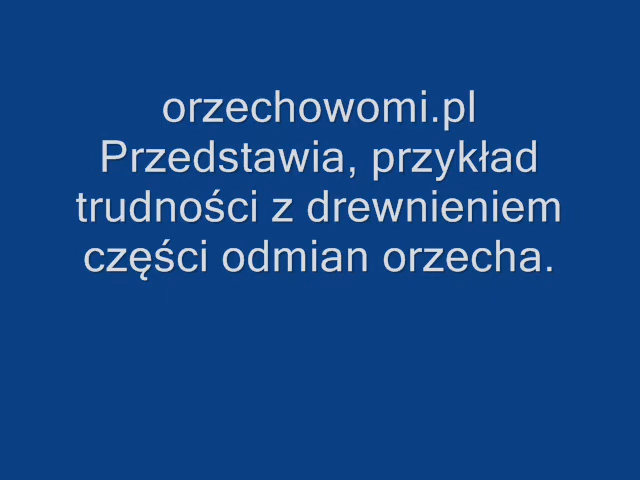 orzechowomi.pl
Przedstawia, przykład
trudności z drewnieniem
części odmian orzecha.